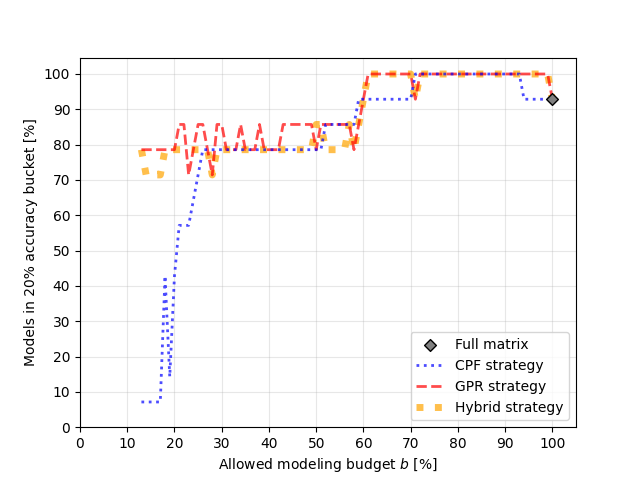 100
90
80
70
60
50
40
30
20
10
0
Models in 20% accuracy bucket [%]
Full matrix
CPF strategy
GPR strategy
Hybrid strategy
0 10 20 30 40 50 60 70 80 90 100
Allowed modeling budget b [%]